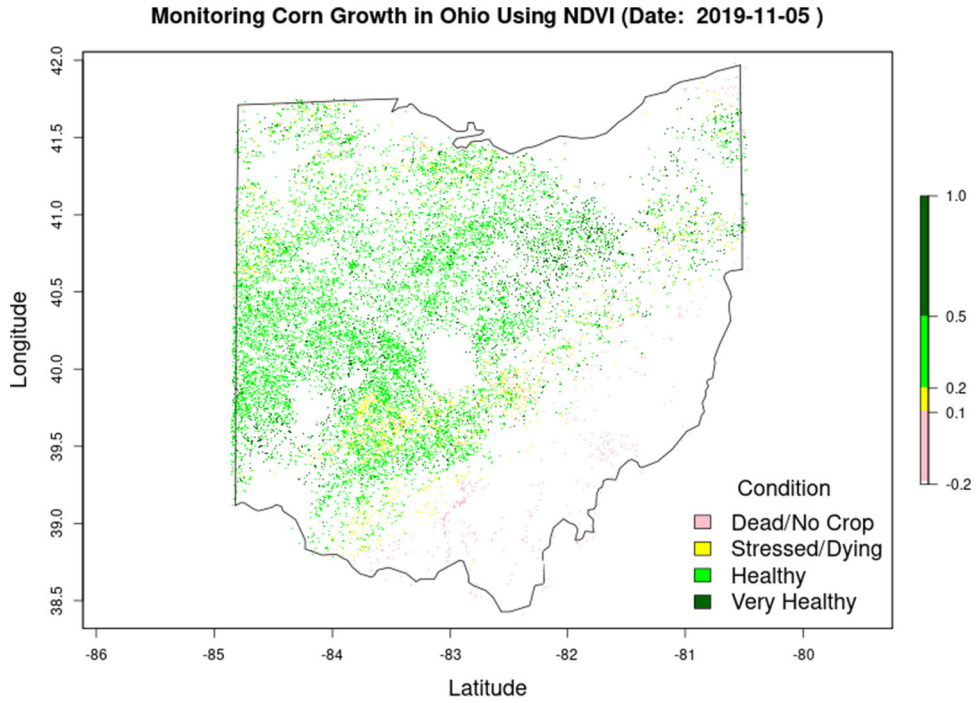 Monitoring Corn Growth in Ohio Using NDVI (Date:  2019-11-05 )
Longitude
42.0
41.5
41.0
40.5
40.0
39.5
39.0
38.5
-86
-85
-84
-83
-82
-81
-80
Latitude
Condition
Dead/No Crop
Stressed/Dying
Healthy
Very Healthy
1.0
0.5
0.2
0.1
-0.2